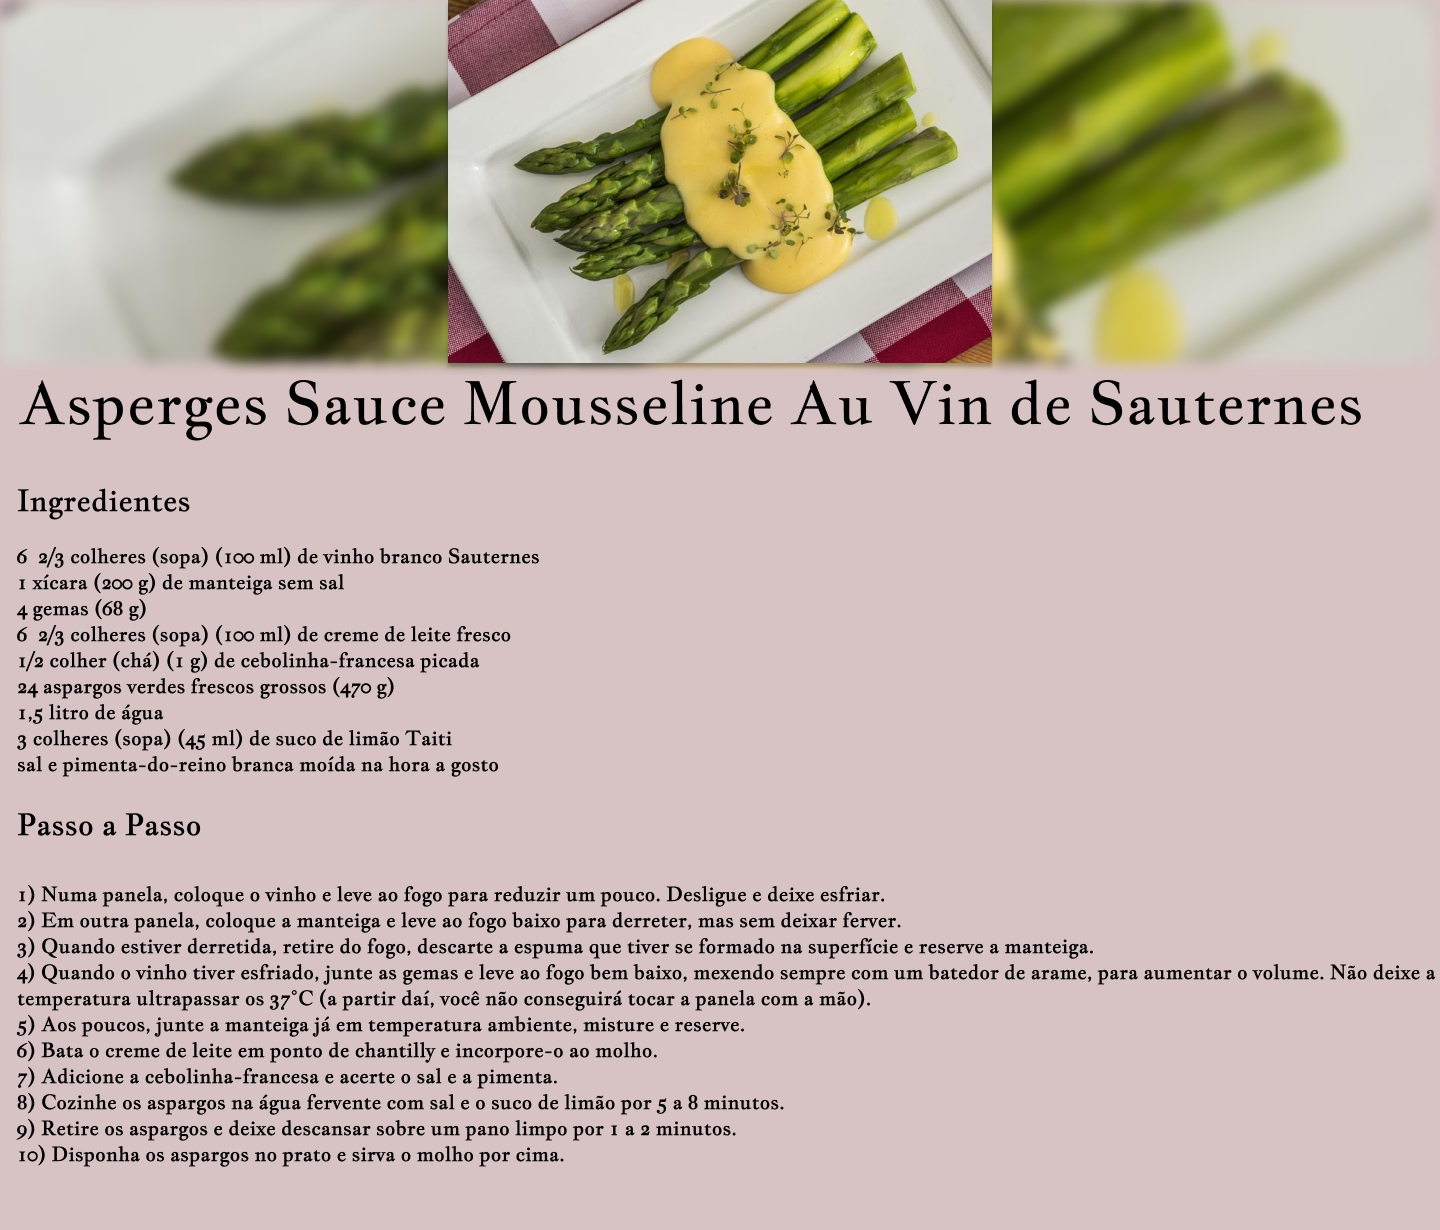 Asperges Sauce Mousseline Au Vin de Sauternes
Ingredientes
6 2/3 colheres (sopa) (100 ml) de vinho branco Sauternes
1 xícara (200 g) de manteiga sem sal
4 gemas (68 g)
6 2/3 colheres (sopa) (100 ml) de creme de leite fresco
1/2 colher (chá) (1 g) de cebolinha-francesa picada
24 aspargos verdes frescos grossos (470 g)
1,5 litro de água
3 colheres (sopa) (45 ml) de suco de limão Taiti
sal e pimenta-do-reino branca moída na hora a gosto
Passo a Passo
1) Numa panela, coloque o vinho e leve ao fogo para reduzir um pouco. Desligue e deixe esfriar.
2) Em outra panela, coloque a manteiga e leve ao fogo baixo para derreter, mas sem deixar ferver.
3) Quando estiver derretida, retire do fogo, descarte a espuma que tiver se formado na superfície e reserve a manteiga.
4) Quando o vinho tiver esfriado, junte as gemas e leve ao fogo bem baixo, mexendo sempre com um batedor de arame, para aumentar o volume. Não deixe a
temperatura ultrapassar os 37°C (a partir daí, você não conseguirá tocar a panela com a mão).
5) Aos poucos, junte a manteiga já em temperatura ambiente, misture e reserve.
6) Bata o creme de leite em ponto de chantilly e incorpore-o ao molho.
7) Adicione a cebolinha-francesa e acerte o sal e a pimenta.
8) Cozinhe os aspargos na água fervente com sal e o suco de limão por 5 a 8 minutos.
9) Retire os aspargos e deixe descansar sobre um pano limpo por 1 a 2 minutos.
10) Disponha os aspargos no prato e sirva o molho por cima.